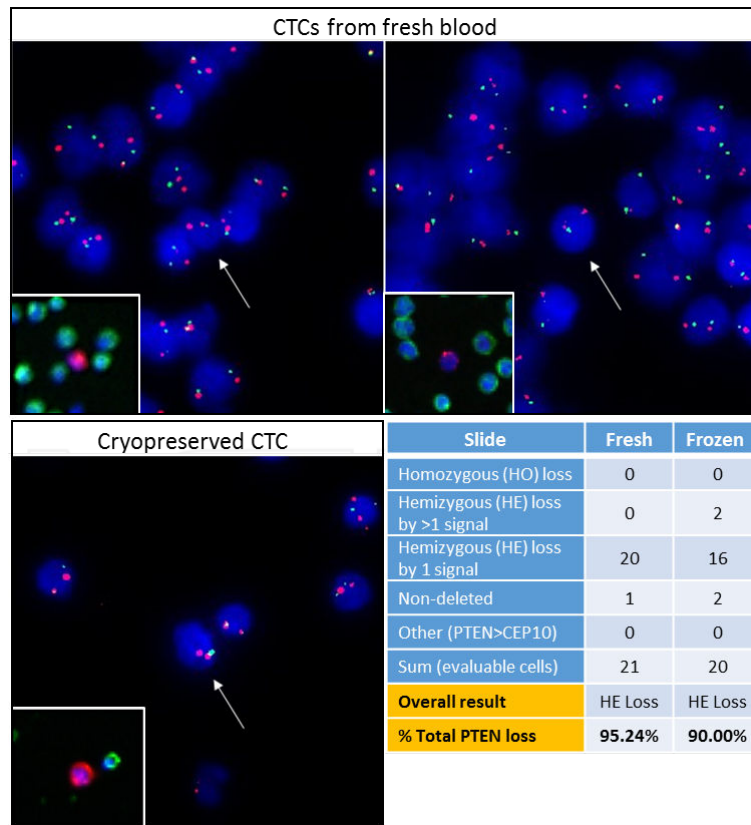 CTCs from fresh blood
Cryopreserved CTC
Slide Fresh Frozen
Homozygous (HO) loss 0 0
Hemizygous (HE) loss
by >1 signal 0 2
Hemizygous (HE) loss
by 1 signal 20 16
Non-deleted 1 2
Other (PTEN>CEP10) 0 0
Sum (evaluable cells) 21 20
Overall result HE Loss HE Loss
% Total PTEN loss 95.24% 90.00%